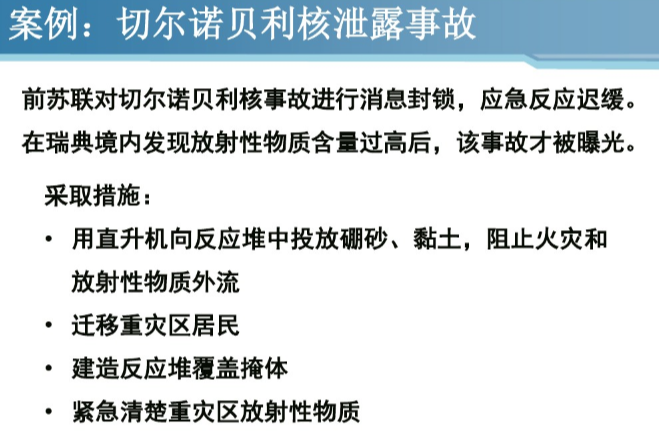 案例：切尔诺贝利核泄露事故
前苏联对切尔诺贝利核事故进行消息封锁，应急反应迟缓。
在瑞典境内发现放射性物质含量过高后，该事故才被曝光。
采取措施：
• 用直升机向反应堆中投放硼砂、黏土，阻止火灾和
放射性物质外流
• 迁移重灾区居民
• 建造反应堆覆盖掩体
• 紧急清楚重灾区放射性物质